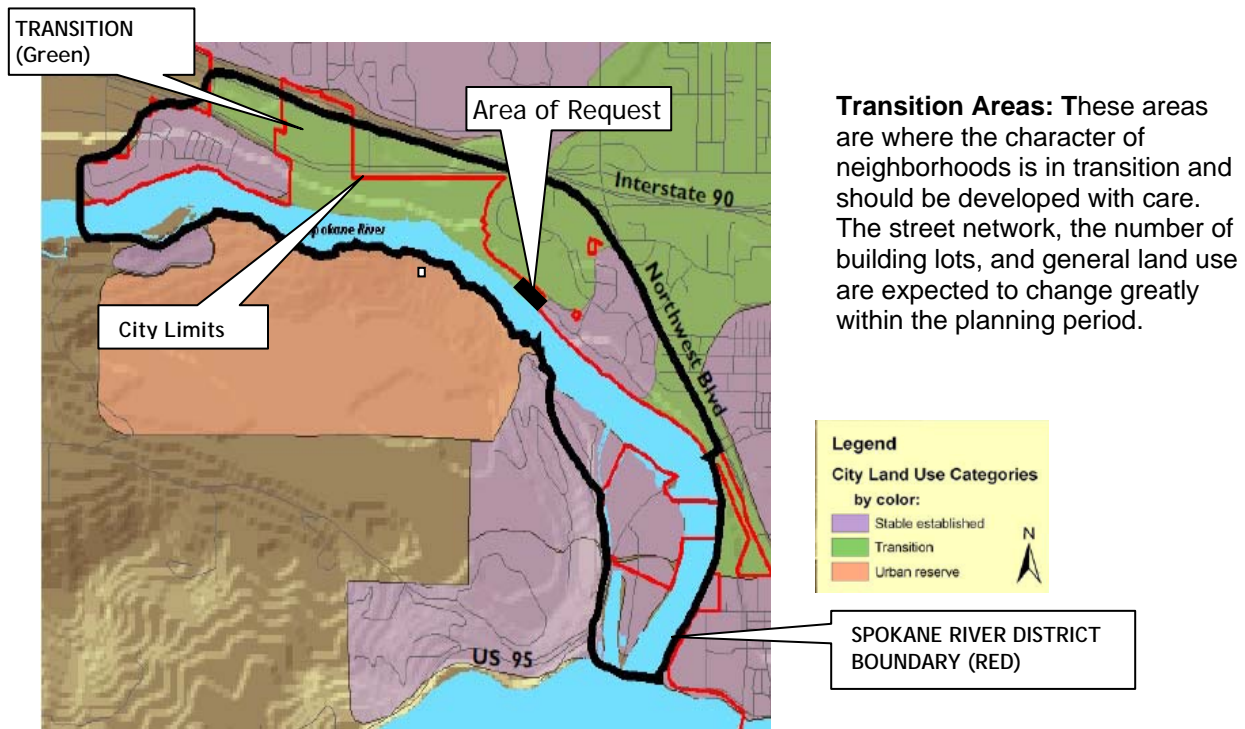 TRANSITION
(Green)
Area of Request
Interstate 90
Spokane River
Northwest Blvd
City Limits
US 95
Transition Areas: These areas
are where the character of
neighborhoods is in transition and
should be developed with care.
The street network, the number of
building lots, and general land use
are expected to change greatly
within the planning period.
Legend
City Land Use Categories
by color:
Stable established
Transition
Urban reserve
N
SPOKANE RIVER DISTRICT
BOUNDARY (RED)